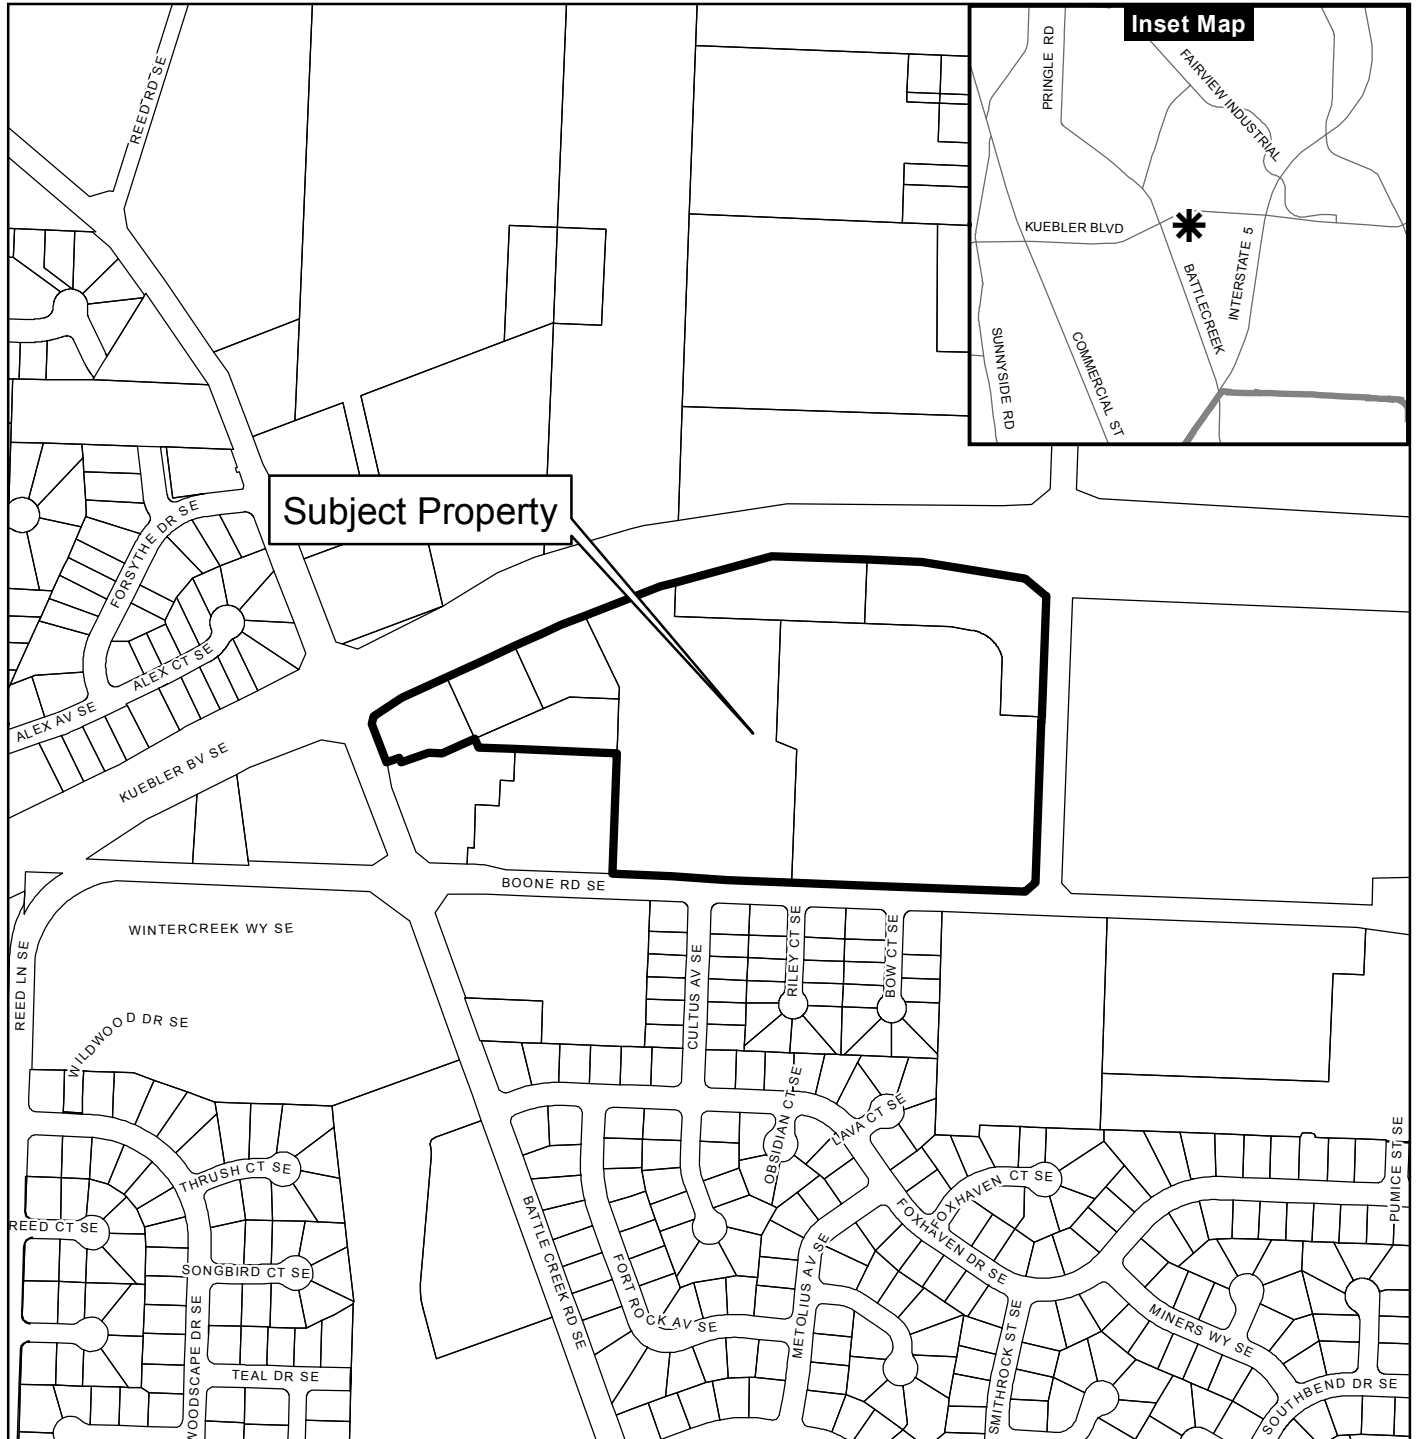 Inset Map
PRINGLE RD
FAIRVIEW INDUSTRIAL
KUEBLER BLVD
INTERSTATE 5
BATTLECREEK
SUNNYSIDE RD
COMMERCIAL ST
REED RD SE
Subject Property
FORSYTHE DR SE
ALEX CT SE
ALEX AV SE
KUEBLER BV SE
BOONE RD SE
WINTERCREEK WY SE
REED LN SE
WILDWOOD DR SE
CULTUS AV SE
RILEY CT SE
BOW CT SE
OBSIDIAN CT SE
LAVA CT SE
THRUSH CT SE
REED CT SE
SONGBIRD CT SE
WOODSCAPE DR SE
TEAL DR SE
BATTLE CREEK RD SE
FORT ROCK AV SE
METOLIUS AV SE
FOXHAVEN CT SE
FOXHAVEN DR SE
SMITHROCK ST SE
MINERS WY SE
PUMICE ST SE
SOUTHBEND DR SE